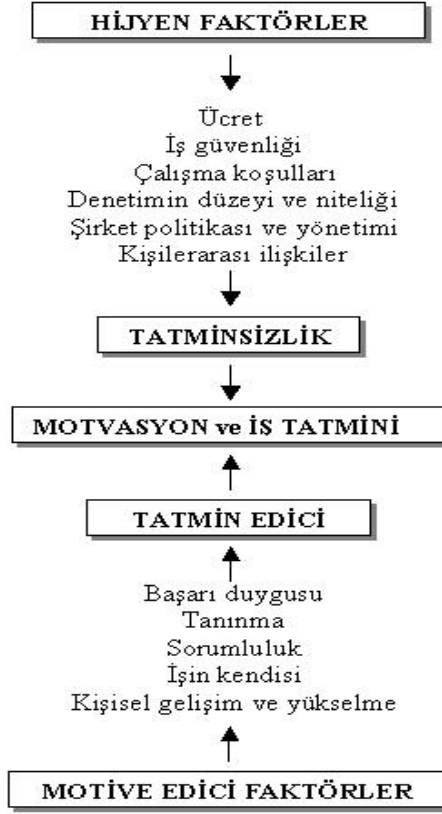 HİJYEN FAKTÖRLER
Ücret
İş güvenliği
Çalışma koşulları
Denetimin düzeyi ve niteliği
Şirket politikası ve yönetimi
Kişilerarası ilişkiler
TATMİNSİZLİK
MOTVASYON ve İS TATMİNİ
TATMİN EDİCİ
Başarı duygusu
Tanınma
Sorumluluk
İşin kendisi
Kişisel gelişim ve yükselme
MOTİVE EDİCİ FAKTÖRLER